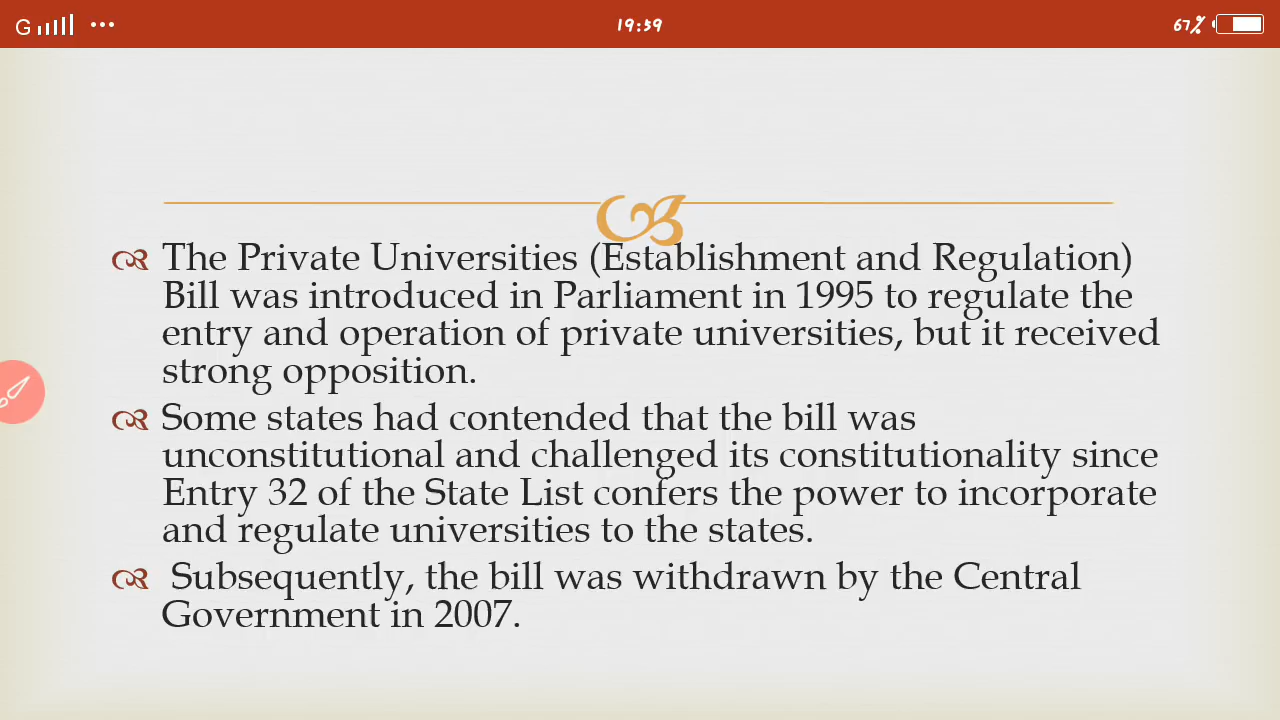 G 19:59 67%
The Private Universities (Establishment and Regulation)
Bill was introduced in Parliament in 1995 to regulate the
entry and operation of private universities, but it received
strong opposition.
Some states had contended that the bill was
unconstitutional and challenged its constitutionality since
Entry 32 of the State List confers the power to incorporate
and regulate universities to the states.
Subsequently, the bill was withdrawn by the Central
Government in 2007.